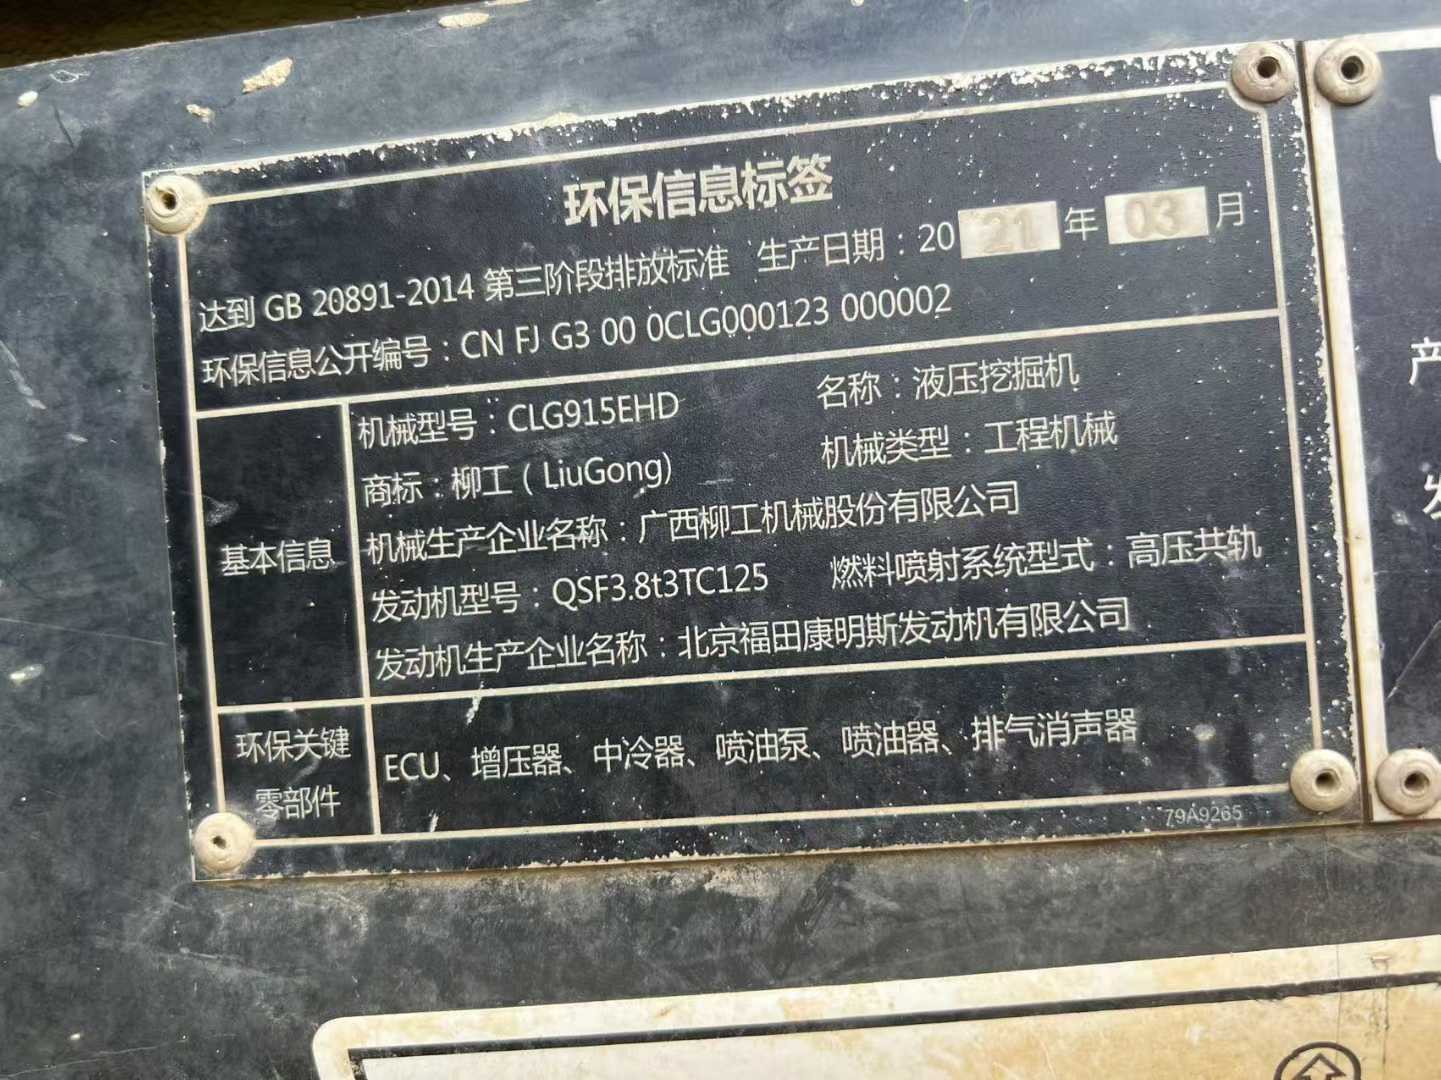 环保信息标签
达到 GB 20891-2014 第三阶段排放标准 生产日期：2021年03月
环保信息公开编号：CN FJ G3 00 0CLG000123 000002
基本信息
机械型号：CLG915EHD 名称：液压挖掘机
商标：柳工（LiuGong） 机械类型：工程机械
机械生产企业名称：广西柳工机械股份有限公司
发动机型号：QSF3.8t3TC125 燃料喷射系统型式：高压共轨
发动机生产企业名称：北京福田康明斯发动机有限公司
环保关键
零部件
ECU、增压器、中冷器、喷油泵、喷油器、排气消声器
79A9265
产
发